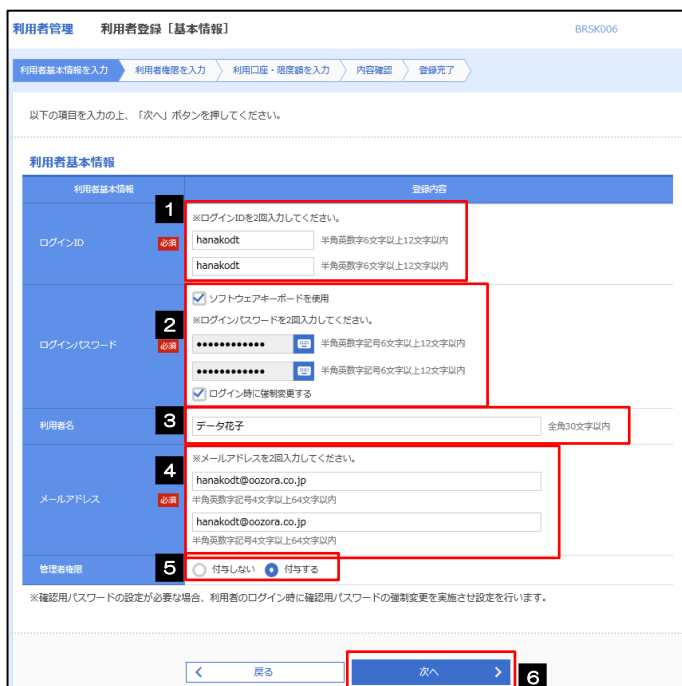 利用者管理 利用者登録［基本情報］ BRSK006
利用者基本情報を入力 利用者権限を入力 利用口座・限度額を入力 内容確認 登録完了
以下の項目を入力の上、「次へ」ボタンを押してください。
利用者基本情報
利用者基本情報 登録内容
1 ※ログインIDを2回入力してください。
ログインID 必須 hanakodt 半角英数字6文字以上12文字以内
hanakodt 半角英数字6文字以上12文字以内
ソフトウェアキーボードを使用
2 ※ログインパスワードを2回入力してください。
ログインパスワード 必須 •••••••••••• 半角英数字記号6文字以上12文字以内
•••••••••••• 半角英数字記号6文字以上12文字以内
ログイン時に強制変更する
利用者名 3 データ花子 全角30文字以内
4 ※メールアドレスを2回入力してください。
hanakodt@oozora.co.jp
メールアドレス 必須 半角英数字記号4文字以上64文字以内
hanakodt@oozora.co.jp
半角英数字記号4文字以上64文字以内
管理者権限 5 付与しない 付与する
※確認用パスワードの設定が必要な場合、利用者のログイン時に確認用パスワードの強制変更を実施させ設定を行います。
戻る 次へ 6